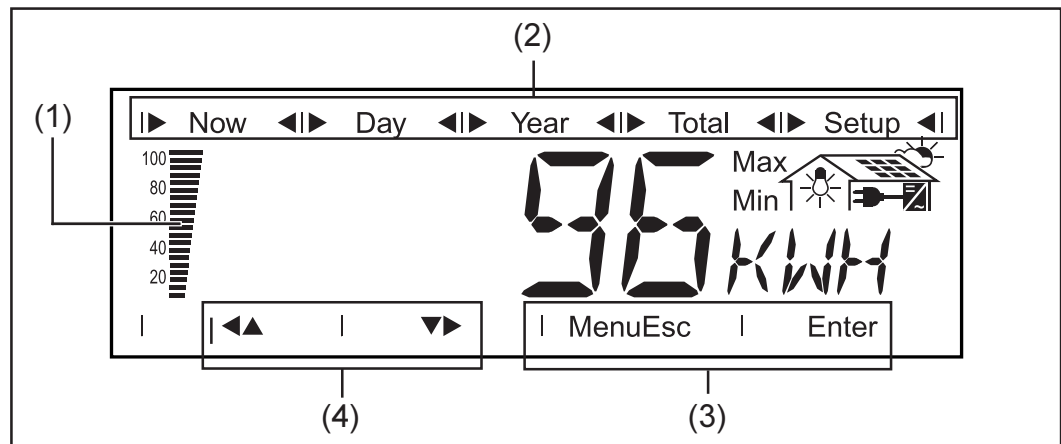 (2)
(1)
Now Day Year Total Setup
100
80
60
40
20
96 KWH
Max
Min
MenuEsc Enter
(4)
(3)